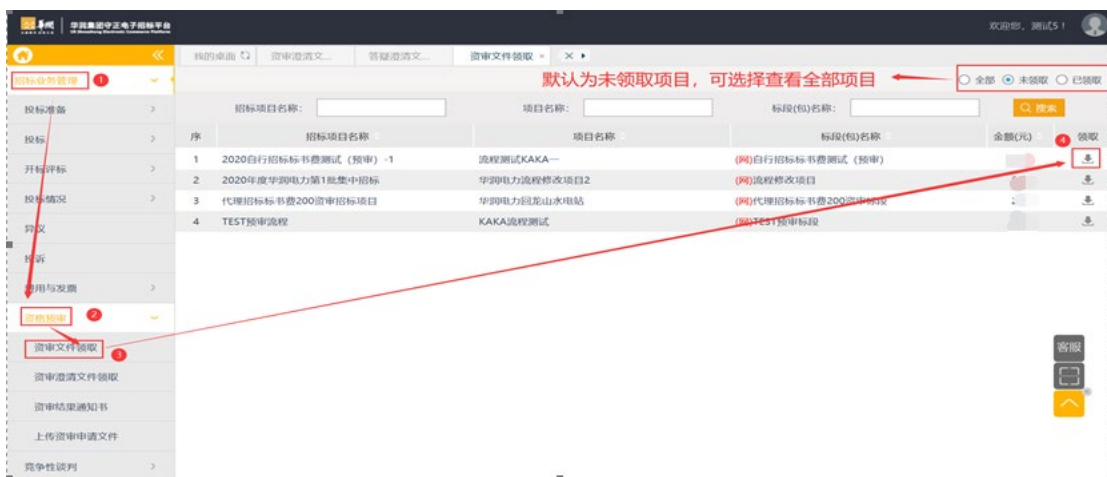 华润集团守正电子招标平台
欢迎您, 测试5!
我的桌面 资审澄清文... 答疑澄清文... 资审文件领取 ×
招标业务管理 1
默认为未领取项目，可选择查看全部项目
全部 未领取 已领取
投标准备
招标项目名称: 项目名称: 标段(包)名称: 搜索
投标
序 招标项目名称 项目名称 标段(包)名称 金额(元) 4 领取
1 2020自行招标标书费测试（预审）-1 流程测试KAKA一 (网)自行招标标书费测试（预审）
开标评标
2 2020年度华润电力第1批集中招标 华润电力流程修改项目2 (网)流程修改项目
投标情况
3 代理招标标书费200资审招标项目 华润电力回龙山水电站 (网)代理招标标书费200资审标段
4 TEST预审流程 KAKA流程测试 (网)TEST预审标段
异议
投诉
费用与发票
资格预审 2
资审文件领取 3
客服
资审澄清文件领取
资审结果通知书
上传资审申请文件
竞争性谈判